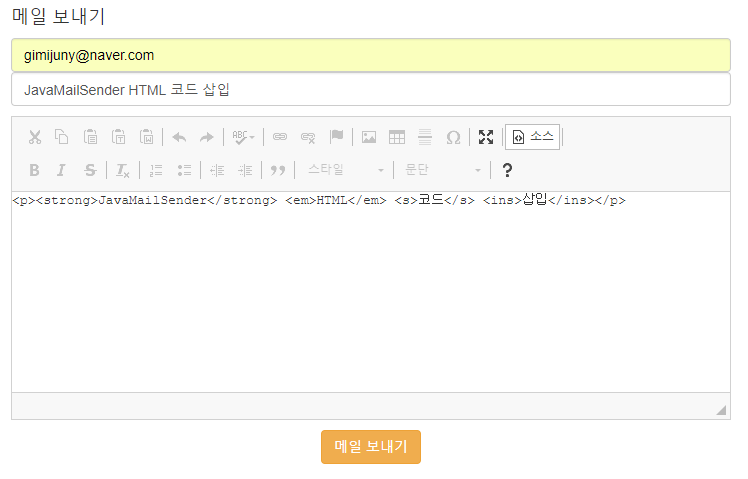 메일 보내기
gimijuny@naver.com
JavaMailSender HTML 코드 삽입
ABC
소스
B I S Tx
스타일 문단 ?
<p><strong>JavaMailSender</strong> <em>HTML</em> <s>코드</s> <ins>삽입</ins></p>
메일 보내기